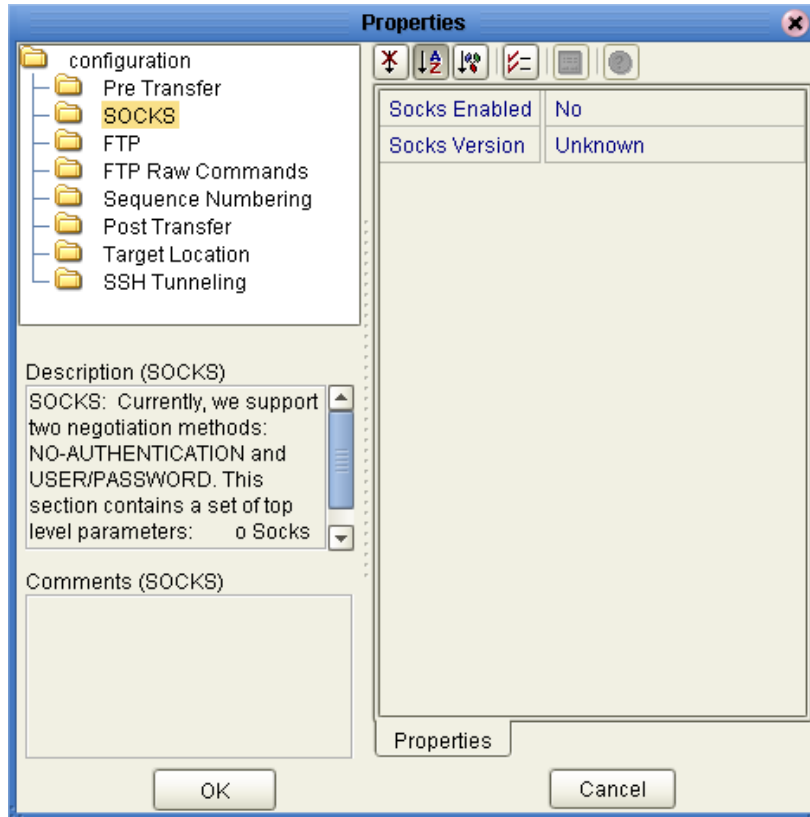 Properties
configuration
Pre Transfer
SOCKS
FTP
FTP Raw Commands
Sequence Numbering
Post Transfer
Target Location
SSH Tunneling
Description (SOCKS)
SOCKS:  Currently, we support
two negotiation methods:
NO-AUTHENTICATION and
USER/PASSWORD. This
section contains a set of top
level parameters:      o Socks
Comments (SOCKS)
Socks Enabled No
Socks Version Unknown
Properties
OK
Cancel